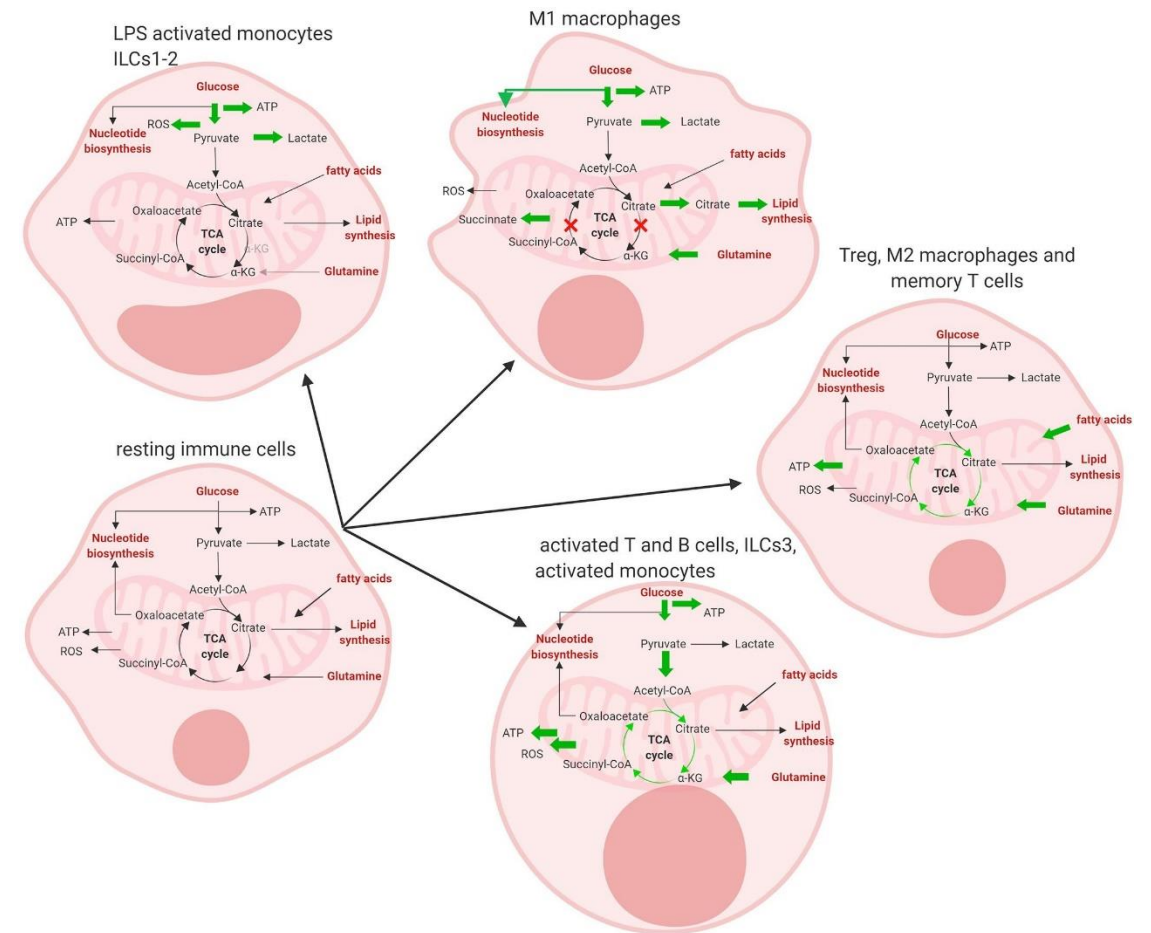 LPS activated monocytes
ILCs1-2
Glucose
ATP
ROS
Nucleotide
biosynthesis
Pyruvate
Lactate
Acetyl-CoA
fatty acids
Oxaloacetate
Citrate
ATP
TCA
cycle
Lipid
synthesis
α-KG
Succinyl-CoA
α-KG
Glutamine
M1 macrophages
Glucose
ATP
Nucleotide
biosynthesis
Pyruvate
Lactate
fatty acids
Acetyl-CoA
ROS
Oxaloacetate
Citrate
Citrate
Lipid
synthesis
Succinnate
TCA
cycle
Succinyl-CoA
α-KG
Glutamine
Treg, M2 macrophages and
memory T cells
Glucose
ATP
Nucleotide
biosynthesis
Pyruvate
Lactate
fatty acids
Acetyl-CoA
Oxaloacetate
Citrate
Lipid
synthesis
ATP
TCA
cycle
ROS
Succinyl-CoA
α-KG
Glutamine
resting immune cells
Glucose
ATP
Nucleotide
biosynthesis
Pyruvate
Lactate
fatty acids
Acetyl-CoA
Oxaloacetate
Citrate
Lipid
synthesis
ATP
TCA
cycle
ROS
Succinyl-CoA
Glutamine
activated T and B cells, ILCs3,
activated monocytes
Glucose
ATP
Nucleotide
biosynthesis
Pyruvate
Lactate
fatty acids
Acetyl-CoA
Oxaloacetate
Citrate
Lipid
synthesis
ATP
TCA
cycle
ROS
Succinyl-CoA
α-KG
Glutamine